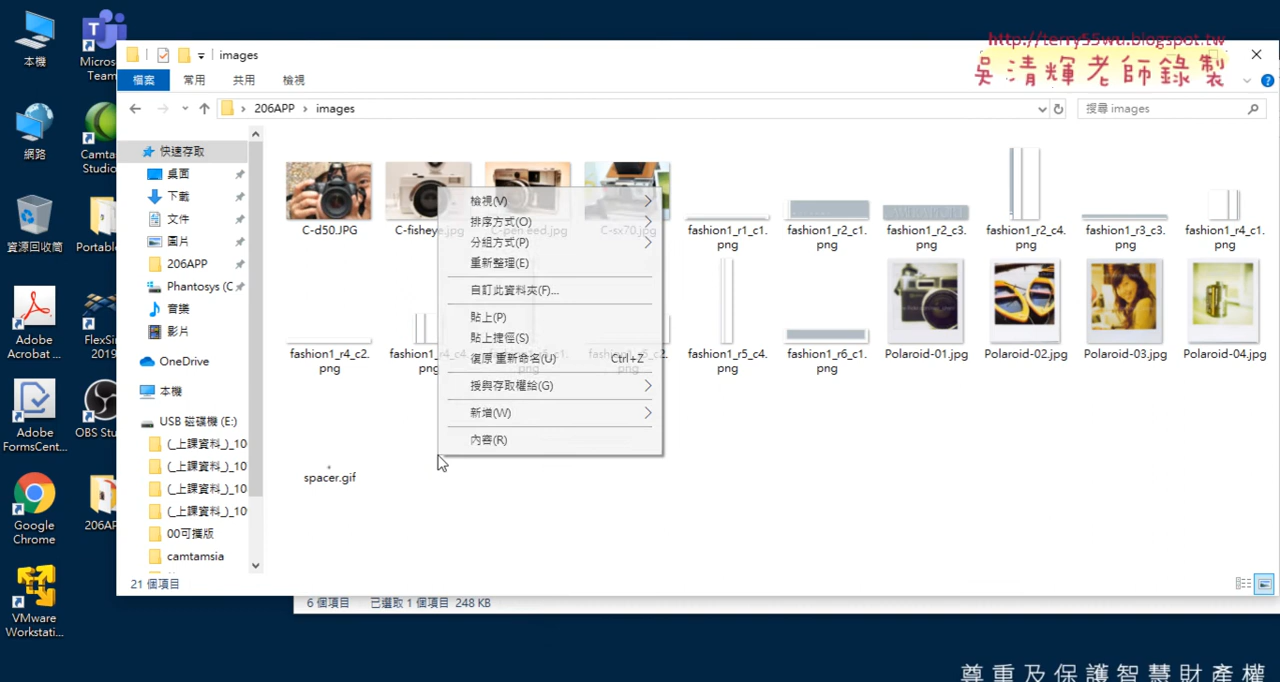 本機
Micros...
Team
網路
Camta
Studio
資源回收筒
Portable
Adobe
Acrobat ...
FlexSim
2019
Adobe
FormsCent...
OBS Stu
Google
Chrome
206AP
VMware
Workstati...
images
http://terry55wu.blogspot.tw
吳清輝老師錄製
檔案
常用
共用
檢視
206APP
images
搜尋 images
快速存取
桌面
下載
文件
圖片
206APP
Phantosys (C
音樂
影片
OneDrive
本機
USB 磁碟機 (E:)
(_上課資料_)_10
(_上課資料_)_10
(_上課資料_)_10
(_上課資料_)_10
00可攜版
camtamsia
C-d50.JPG
C-fisheye.jpg
C-sx70.jpg
fashion1_r1_c1.
png
fashion1_r2_c1.
png
fashion1_r2_c3.
png
fashion1_r2_c4.
png
fashion1_r3_c3.
png
fashion1_r4_c1.
png
fashion1_r4_c2.
png
fashion1_r5_c4.
png
fashion1_r6_c1.
png
Polaroid-01.jpg
Polaroid-02.jpg
Polaroid-03.jpg
Polaroid-04.jpg
spacer.gif
檢視(V)
排序方式(O)
分組方式(P)
重新整理(E)
自訂此資料夾(F)...
貼上(P)
貼上捷徑(S)
復原 重新命名(U) Ctrl+Z
授與存取權給(G)
新增(W)
內容(R)
21 個項目
6 個項目 已選取 1 個項目 248 KB
尊重及保護智慧財產權